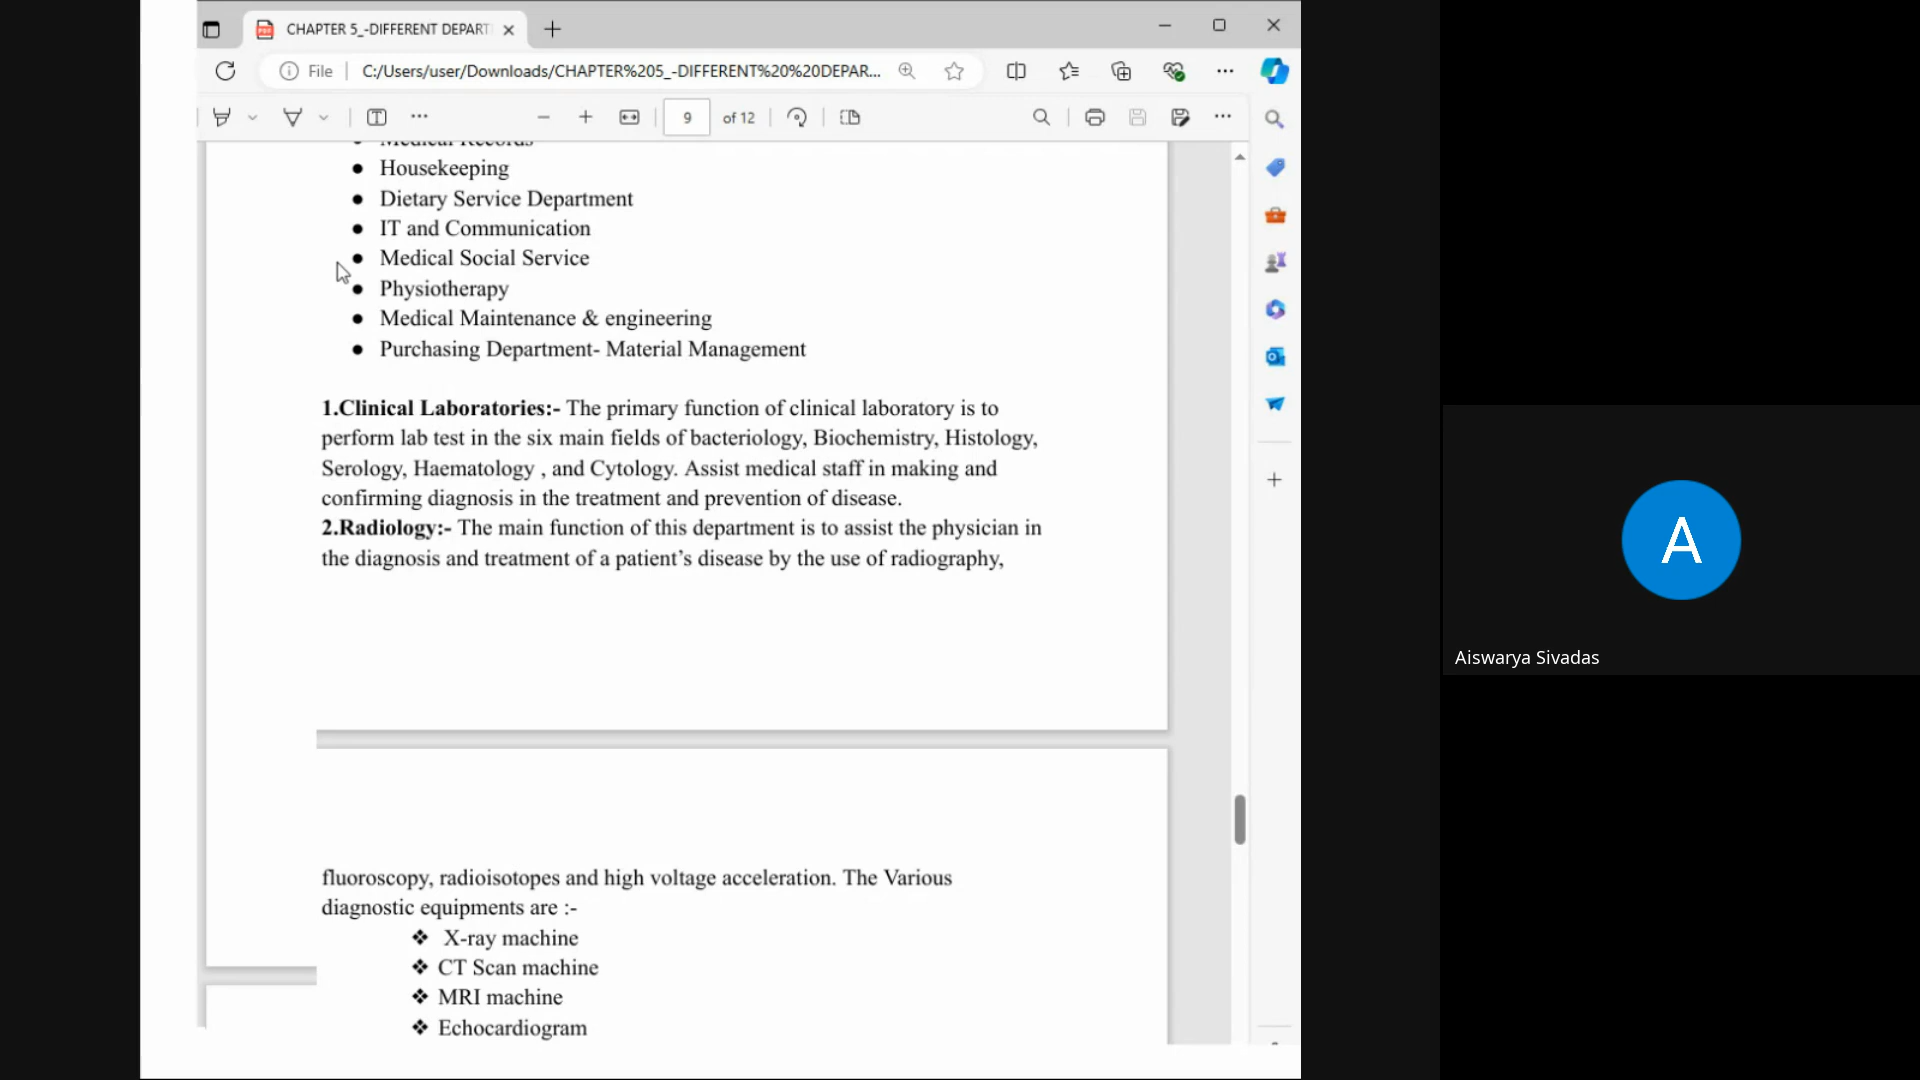 CHAPTER 5_-DIFFERENT DEPART
File
C:/Users/user/Downloads/CHAPTER%205_-DIFFERENT%20%20DEPAR...
9
of 12
Medical Records
● Housekeeping
● Dietary Service Department
● IT and Communication
● Medical Social Service
● Physiotherapy
● Medical Maintenance & engineering
● Purchasing Department- Material Management
1.Clinical Laboratories:- The primary function of clinical laboratory is to
perform lab test in the six main fields of bacteriology, Biochemistry, Histology,
Serology, Haematology , and Cytology. Assist medical staff in making and
confirming diagnosis in the treatment and prevention of disease.
2.Radiology:- The main function of this department is to assist the physician in
the diagnosis and treatment of a patient’s disease by the use of radiography,
fluoroscopy, radioisotopes and high voltage acceleration. The Various
diagnostic equipments are :-
❖ X-ray machine
❖ CT Scan machine
❖ MRI machine
❖ Echocardiogram
A
Aiswarya Sivadas